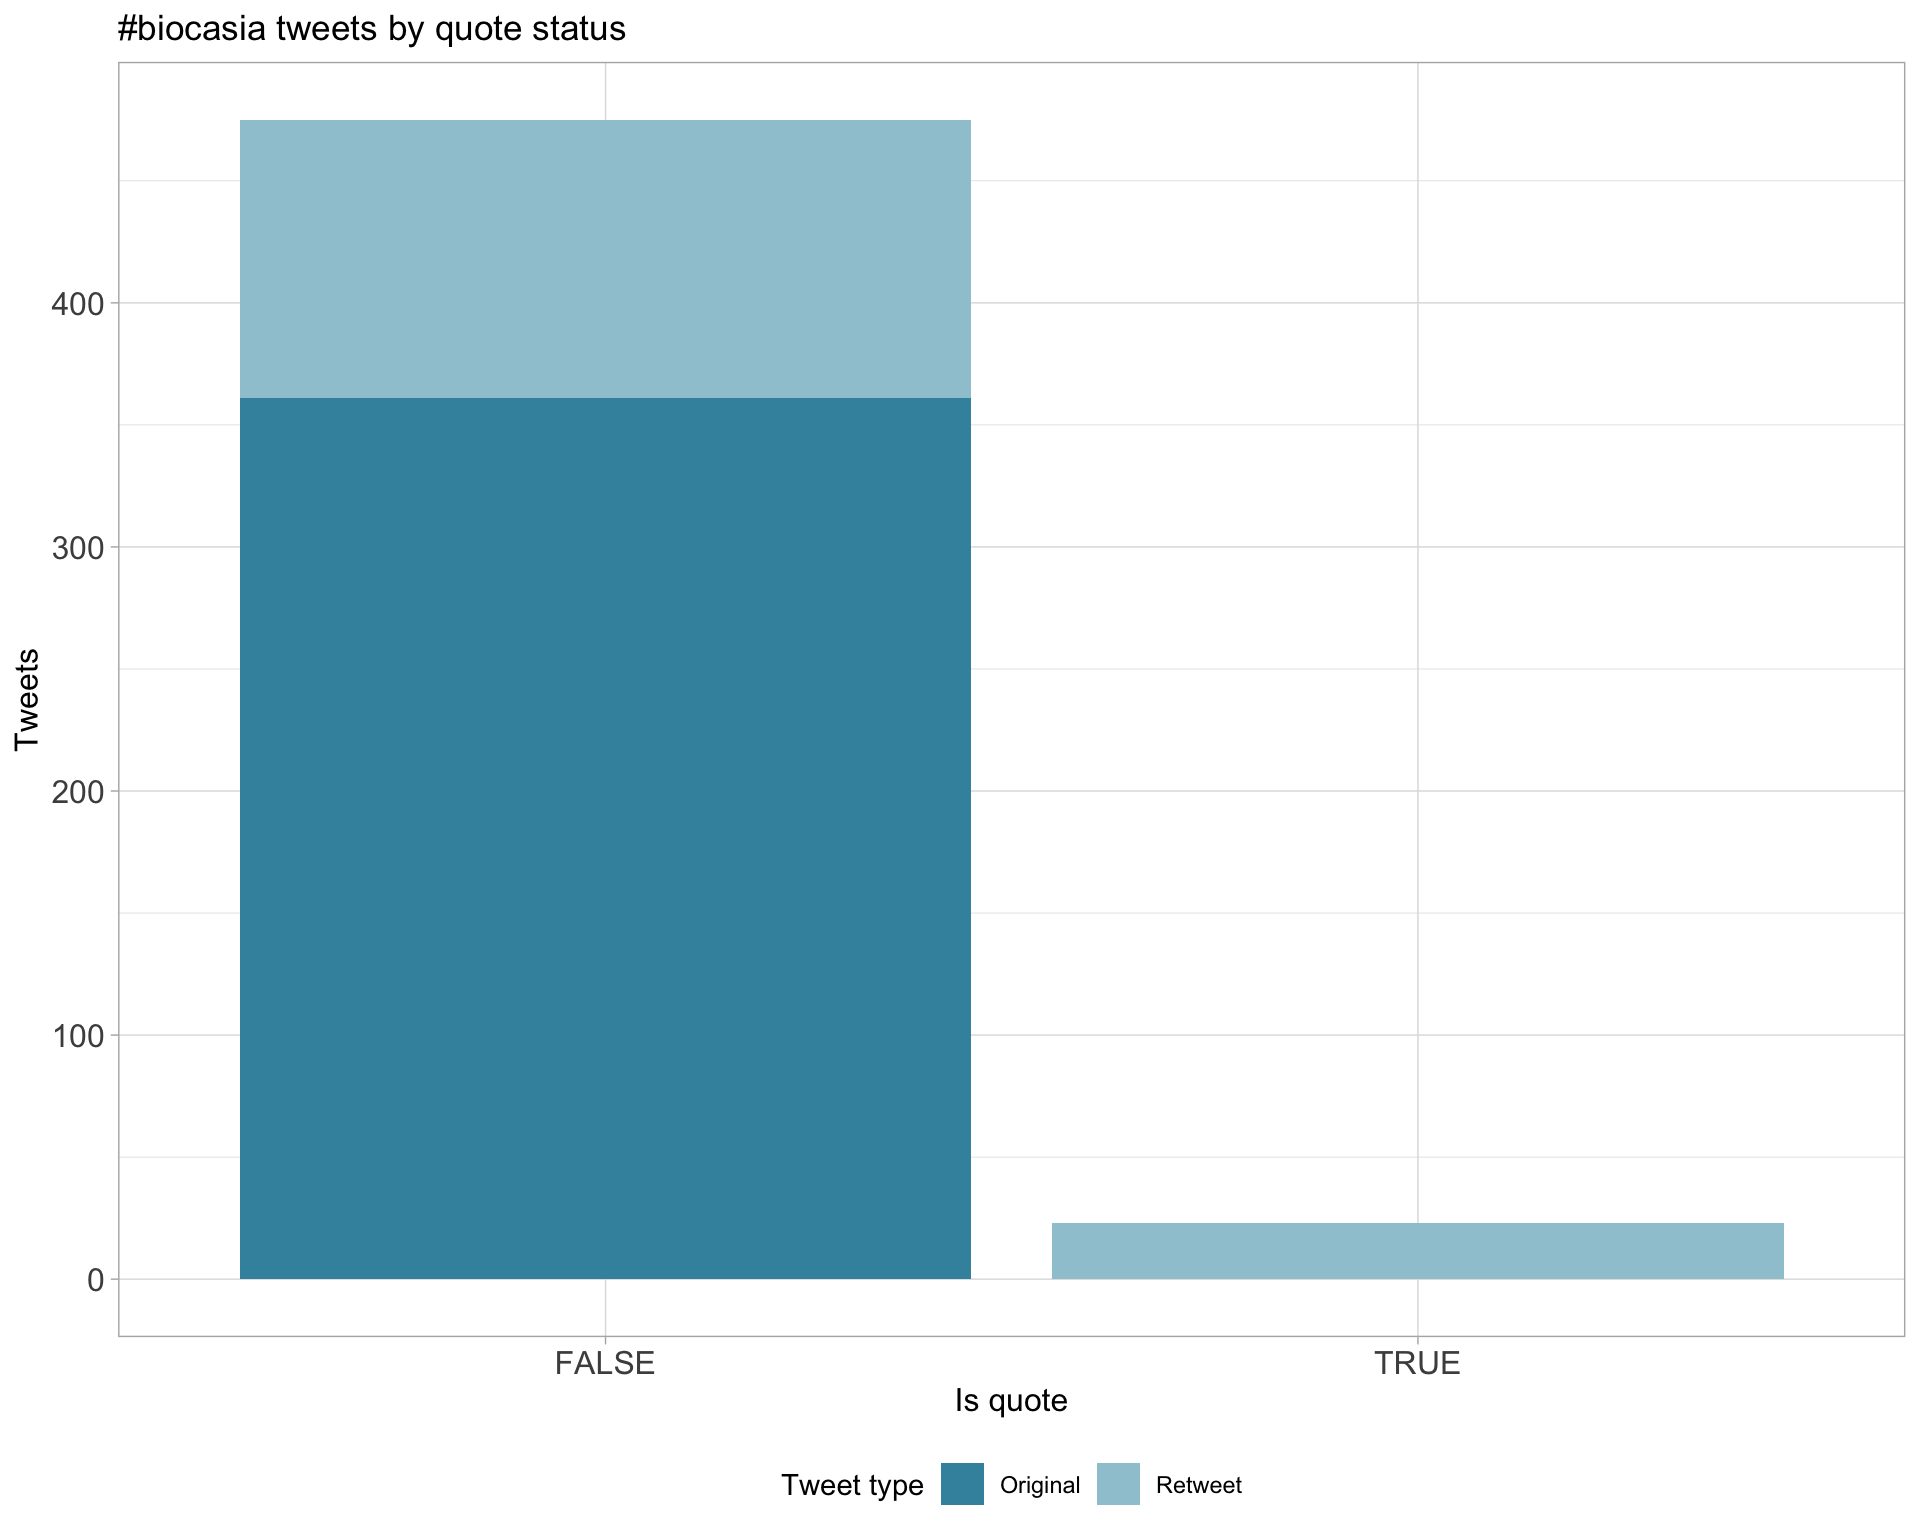 #biocasia tweets by quote status
Tweets
400
300
200
100
0
FALSE
TRUE
Is quote
Tweet type
Original
Retweet